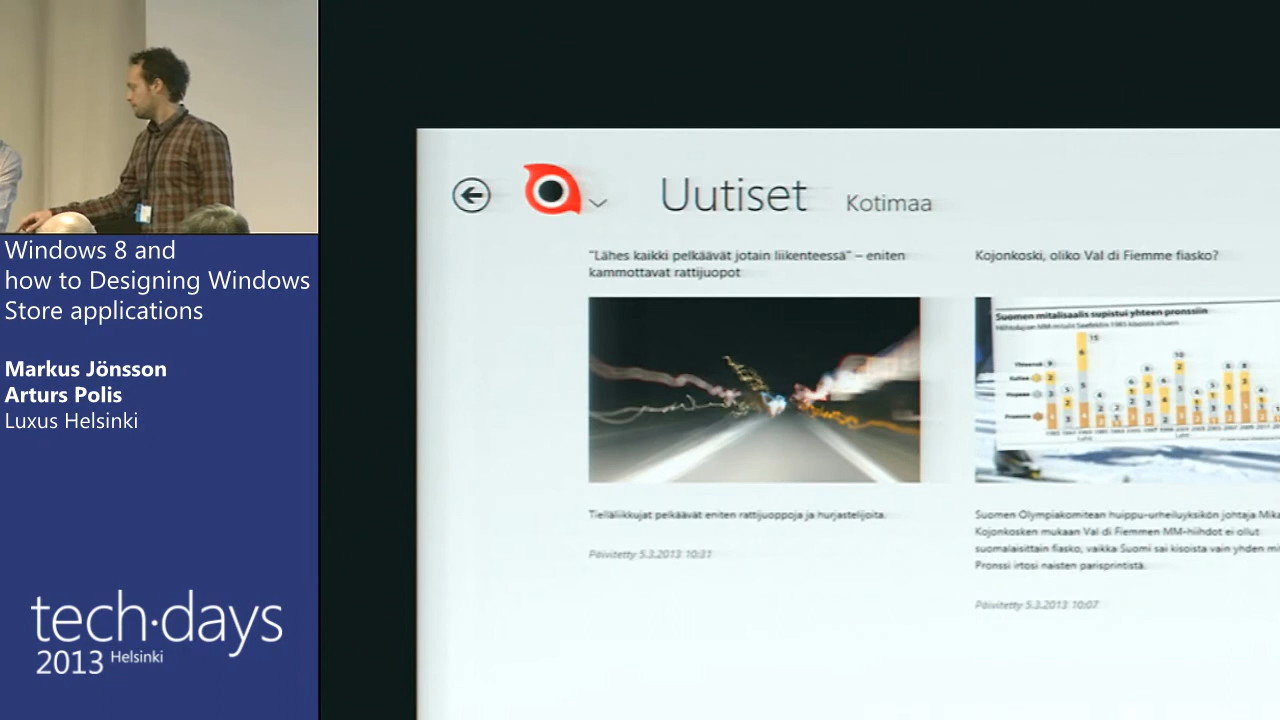 Windows 8 and
how to Designing Windows
Store applications
Markus Jönsson
Arturs Polis
Luxus Helsinki
tech·days
2013 Helsinki
Uutiset Kotimaa
"Lähes kaikki pelkäävät jotain liikenteessä" – eniten
kammottavat rattijuopot
Tielläliikkujat pelkäävät eniten rattijuoppoja ja hurjastelijoita.
Päivitetty 5.3.2013 10:31
Kojonkoski, oliko Val di Fiemme fiasko?
Suomen mitalisaalis supistui yhteen pronssiin
Suomen Olympiakomitean huippu-urheiluyksikön johtaja Mika
Kojonkosken mukaan Val di Fiemmen MM-hiihdot ei ollut
suomalaisittain fiasko, vaikka Suomi sai kisoista vain yhden
Pronssi irtosi naisten parisprintistä.
Päivitetty 5.3.2013 10:07